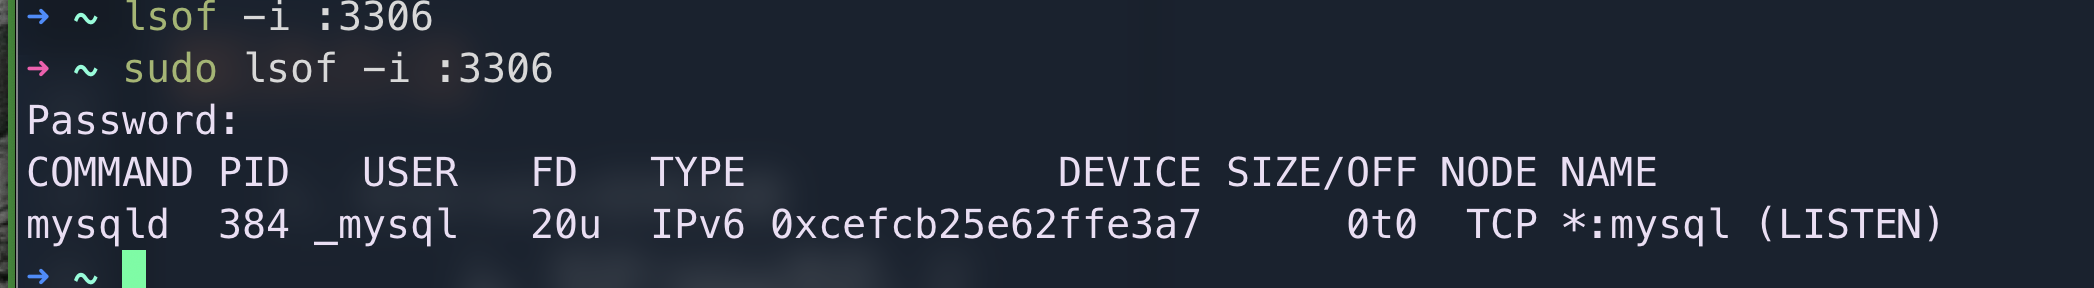 ➜ ~ lsof -i :3306
➜ ~ sudo lsof -i :3306
Password:
COMMAND PID   USER   FD   TYPE             DEVICE SIZE/OFF NODE NAME
mysqld  384 _mysql   20u  IPv6 0xcefcb25e62ffe3a7      0t0  TCP *:mysql (LISTEN)
➜ ~